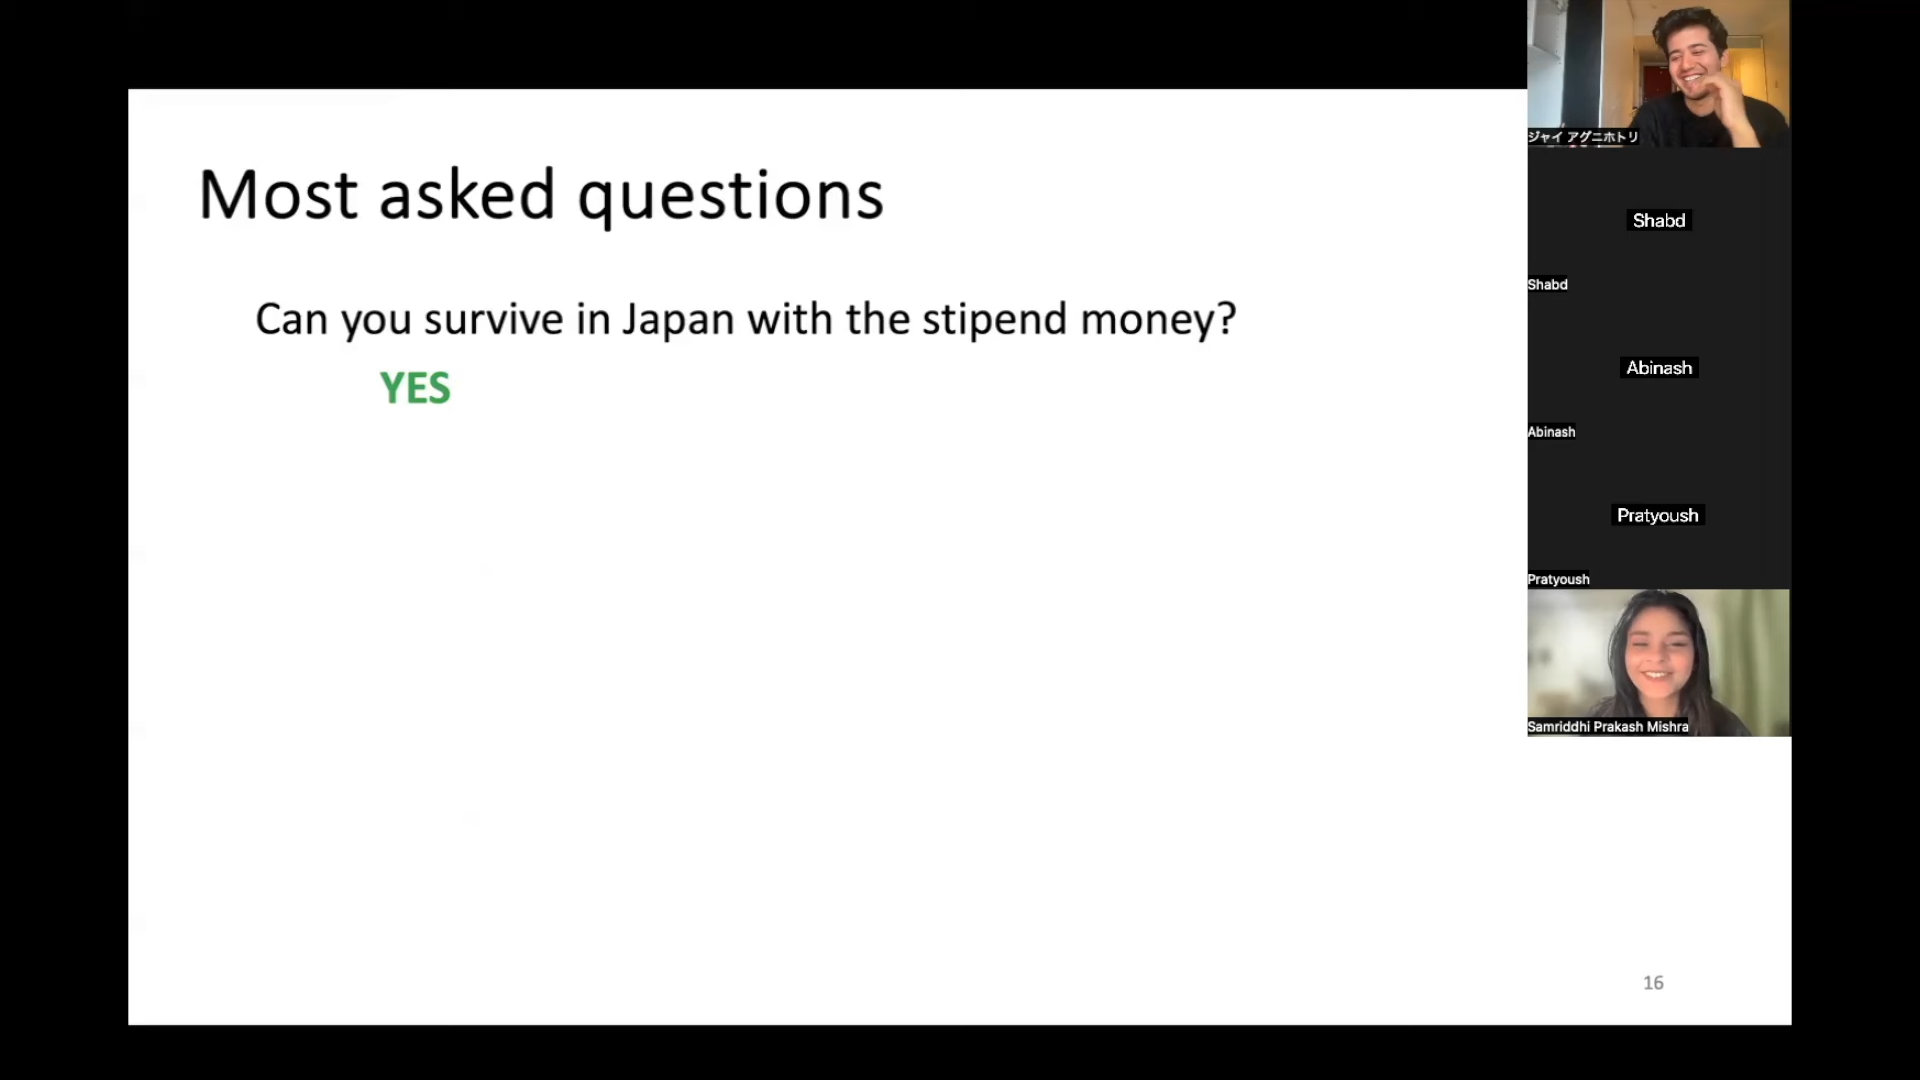 Most asked questions
Can you survive in Japan with the stipend money?
YES
16
ジャイ アグニホトリ
Shabd
Shabd
Abinash
Abinash
Pratyoush
Pratyoush
Samriddhi Prakash Mishra